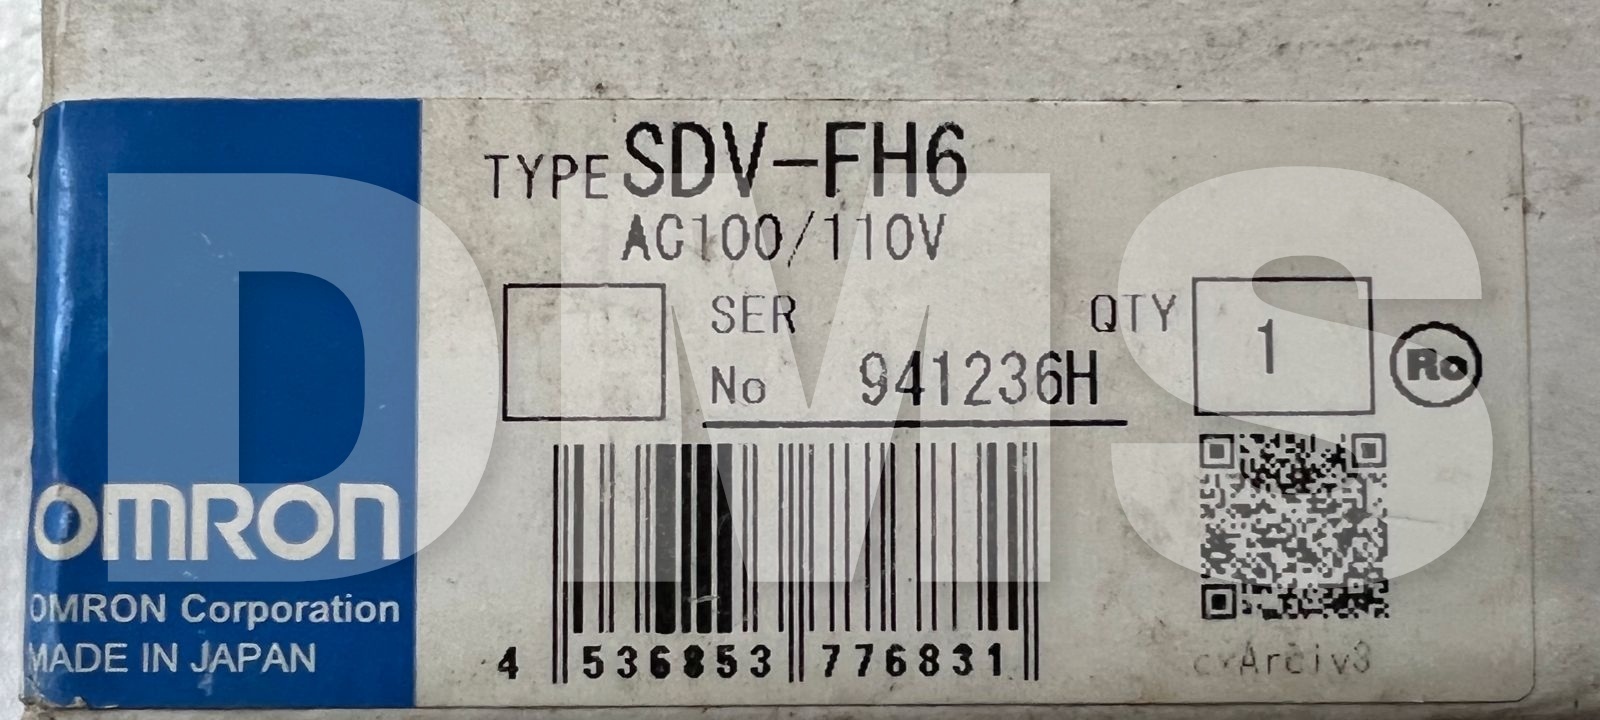 TYPE SDV-FH6
AC100/110V
SER QTY 1
No 941236H
Ro
DMS
OMRON
OMRON Corporation
MADE IN JAPAN
4 536853 776831